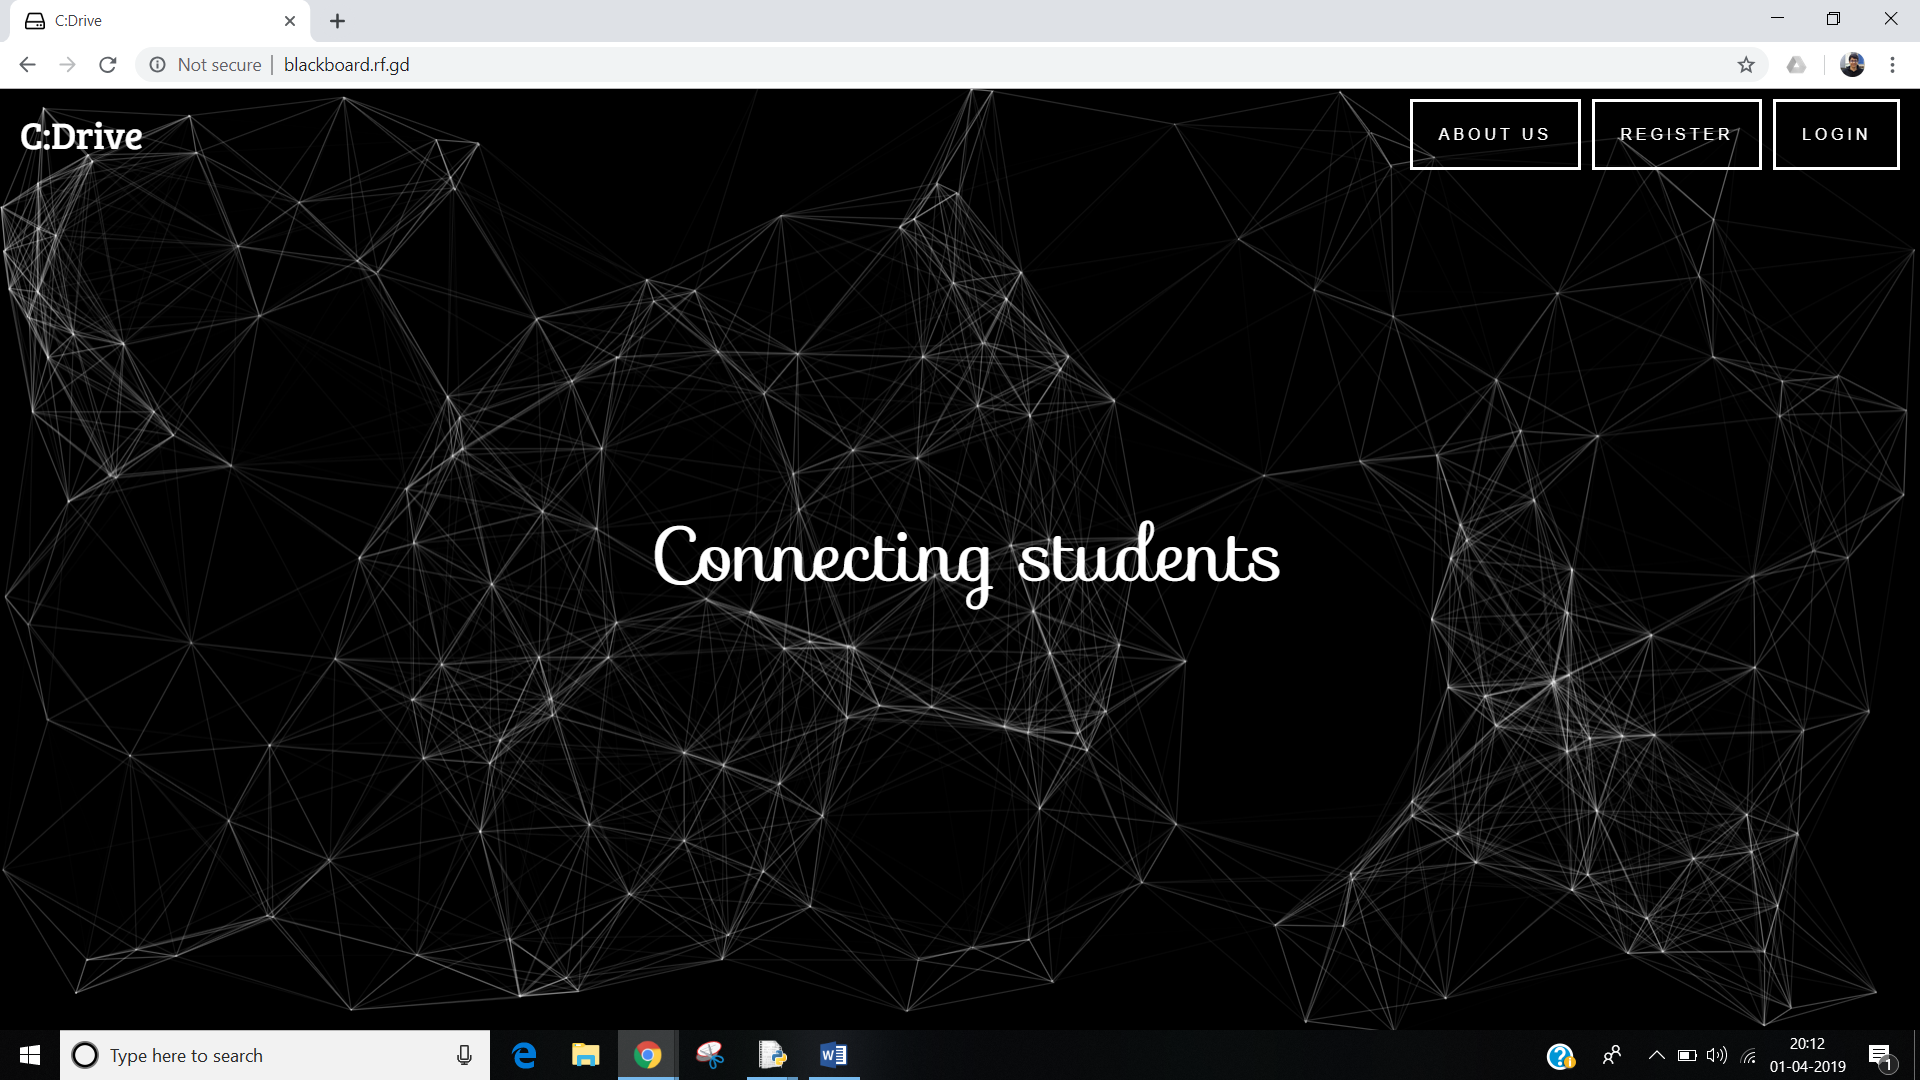 C:Drive
Not secure | blackboard.rf.gd
C:Drive
ABOUT US
REGISTER
LOGIN
Connecting students
Type here to search
20:12
01-04-2019
1